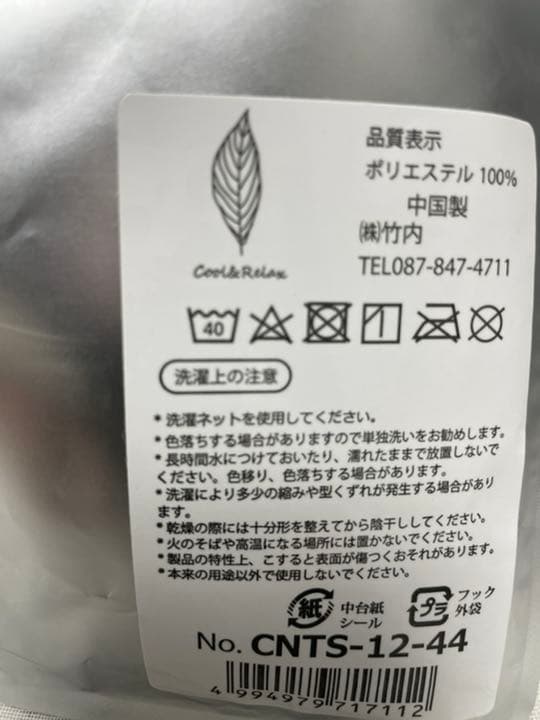 Cool&Relax
品質表示
ポリエステル 100%
中国製
㈱竹内
TEL087-847-4711
40
洗濯上の注意
*洗濯ネットを使用してください。
*色落ちする場合がありますので単独洗いをお勧めします。
*長時間水につけておいたり、濡れたままで放置しないで
ください。色移り、色落ちする場合があります。
*洗濯により多少の縮みや型くずれが発生する場合があり
ます。
*乾燥の際には十分形を整えてから陰干ししてください。
*火のそばや高温になる場所には置かないでください。
*製品の特性上、こすると表面が傷つくおそれがあります。
*本来の用途以外で使用しないでください。
紙 中台紙
シール
プラ フック
外袋
No. CNTS-12-44
4 994979 717112